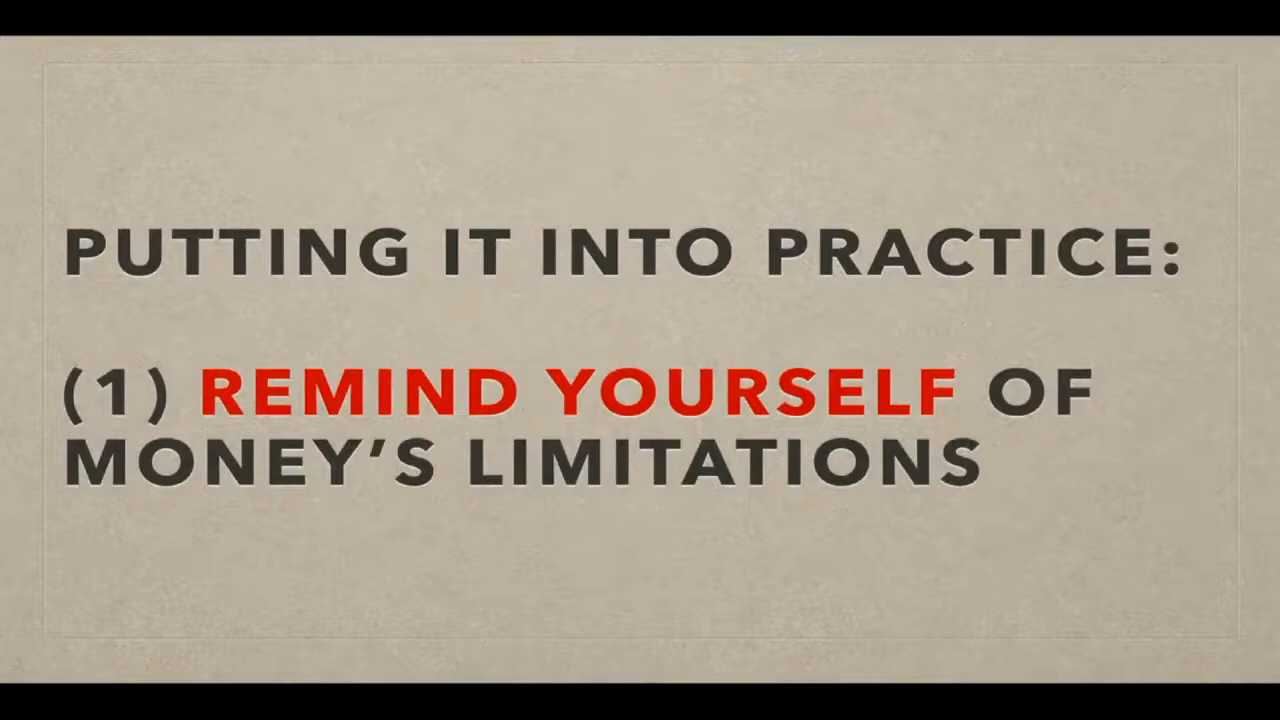 PUTTING IT INTO PRACTICE:
(1) REMIND YOURSELF OF
MONEY’S LIMITATIONS